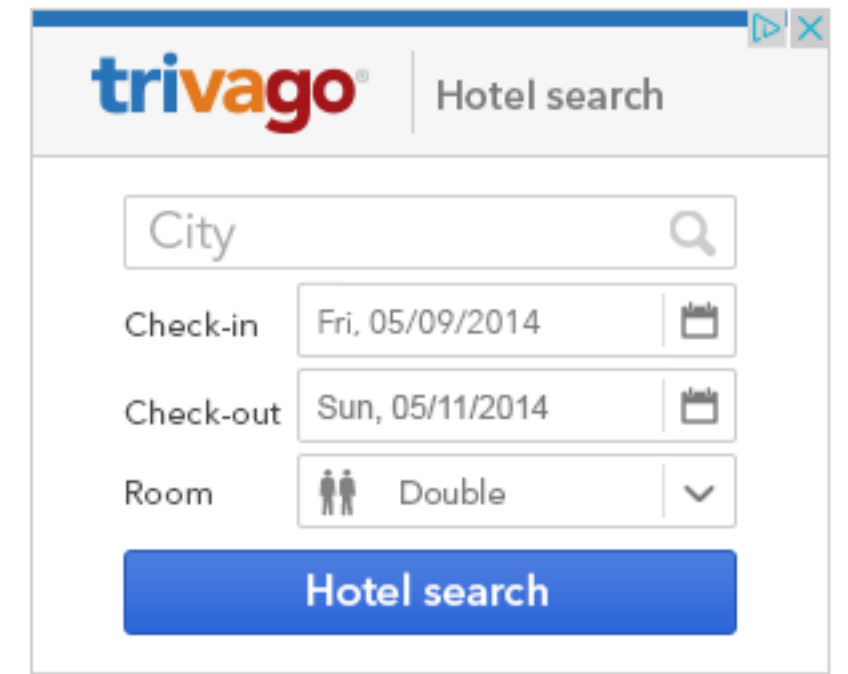 trivago® Hotel search
City
Check-in Fri, 05/09/2014
Check-out Sun, 05/11/2014
Room Double
Hotel search